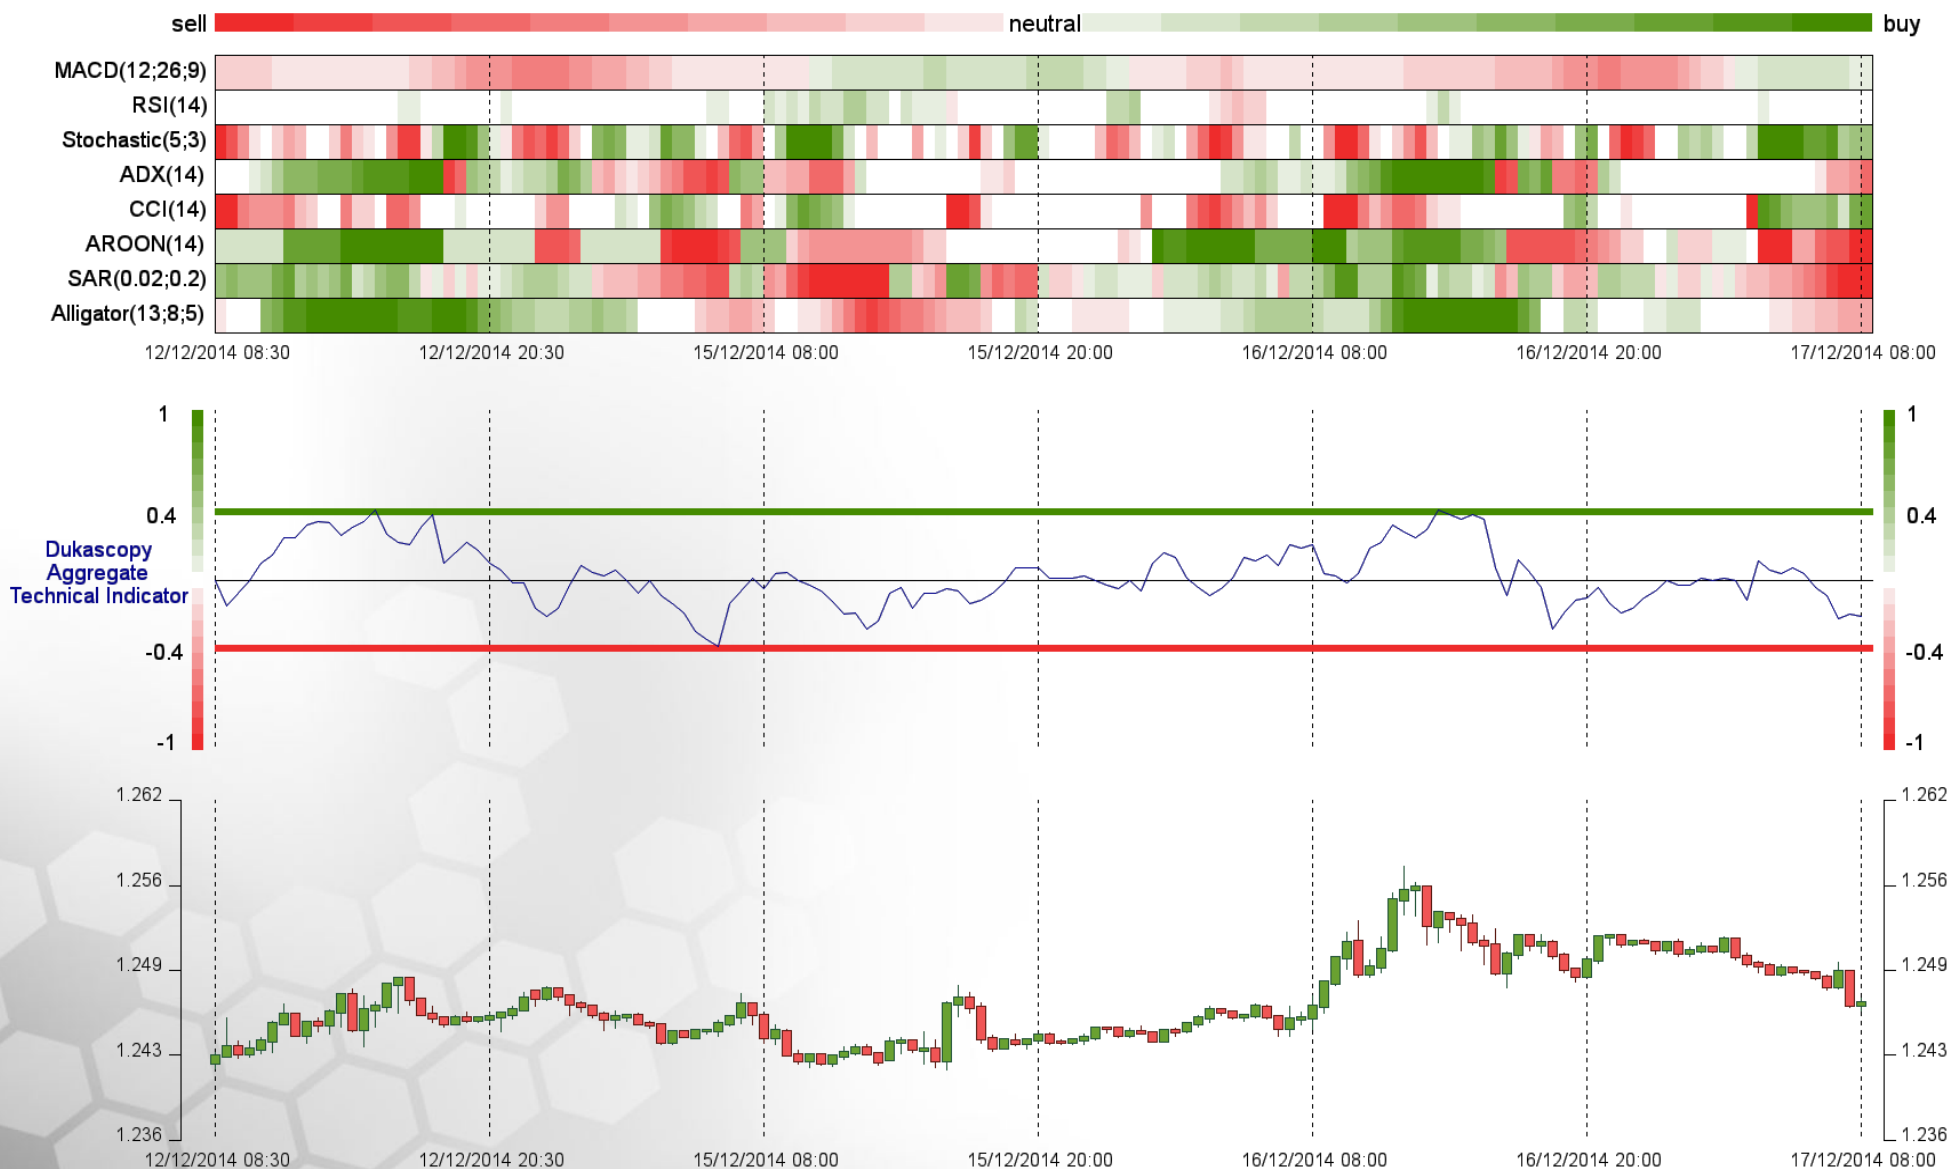 sell neutral buy
MACD(12;26;9)
RSI(14)
Stochastic(5;3)
ADX(14)
CCI(14)
AROON(14)
SAR(0.02;0.2)
Alligator(13;8;5)
12/12/2014 08:30 12/12/2014 20:30 15/12/2014 08:00 15/12/2014 20:00 16/12/2014 08:00 16/12/2014 20:00 17/12/2014 08:00
1 1
0.4 0.4
Dukascopy
Aggregate
Technical Indicator
-0.4 -0.4
-1 -1
1.262 1.262
1.256 1.256
1.249 1.249
1.243 1.243
1.236 1.236
12/12/2014 08:30 12/12/2014 20:30 15/12/2014 08:00 15/12/2014 20:00 16/12/2014 08:00 16/12/2014 20:00 17/12/2014 08:00